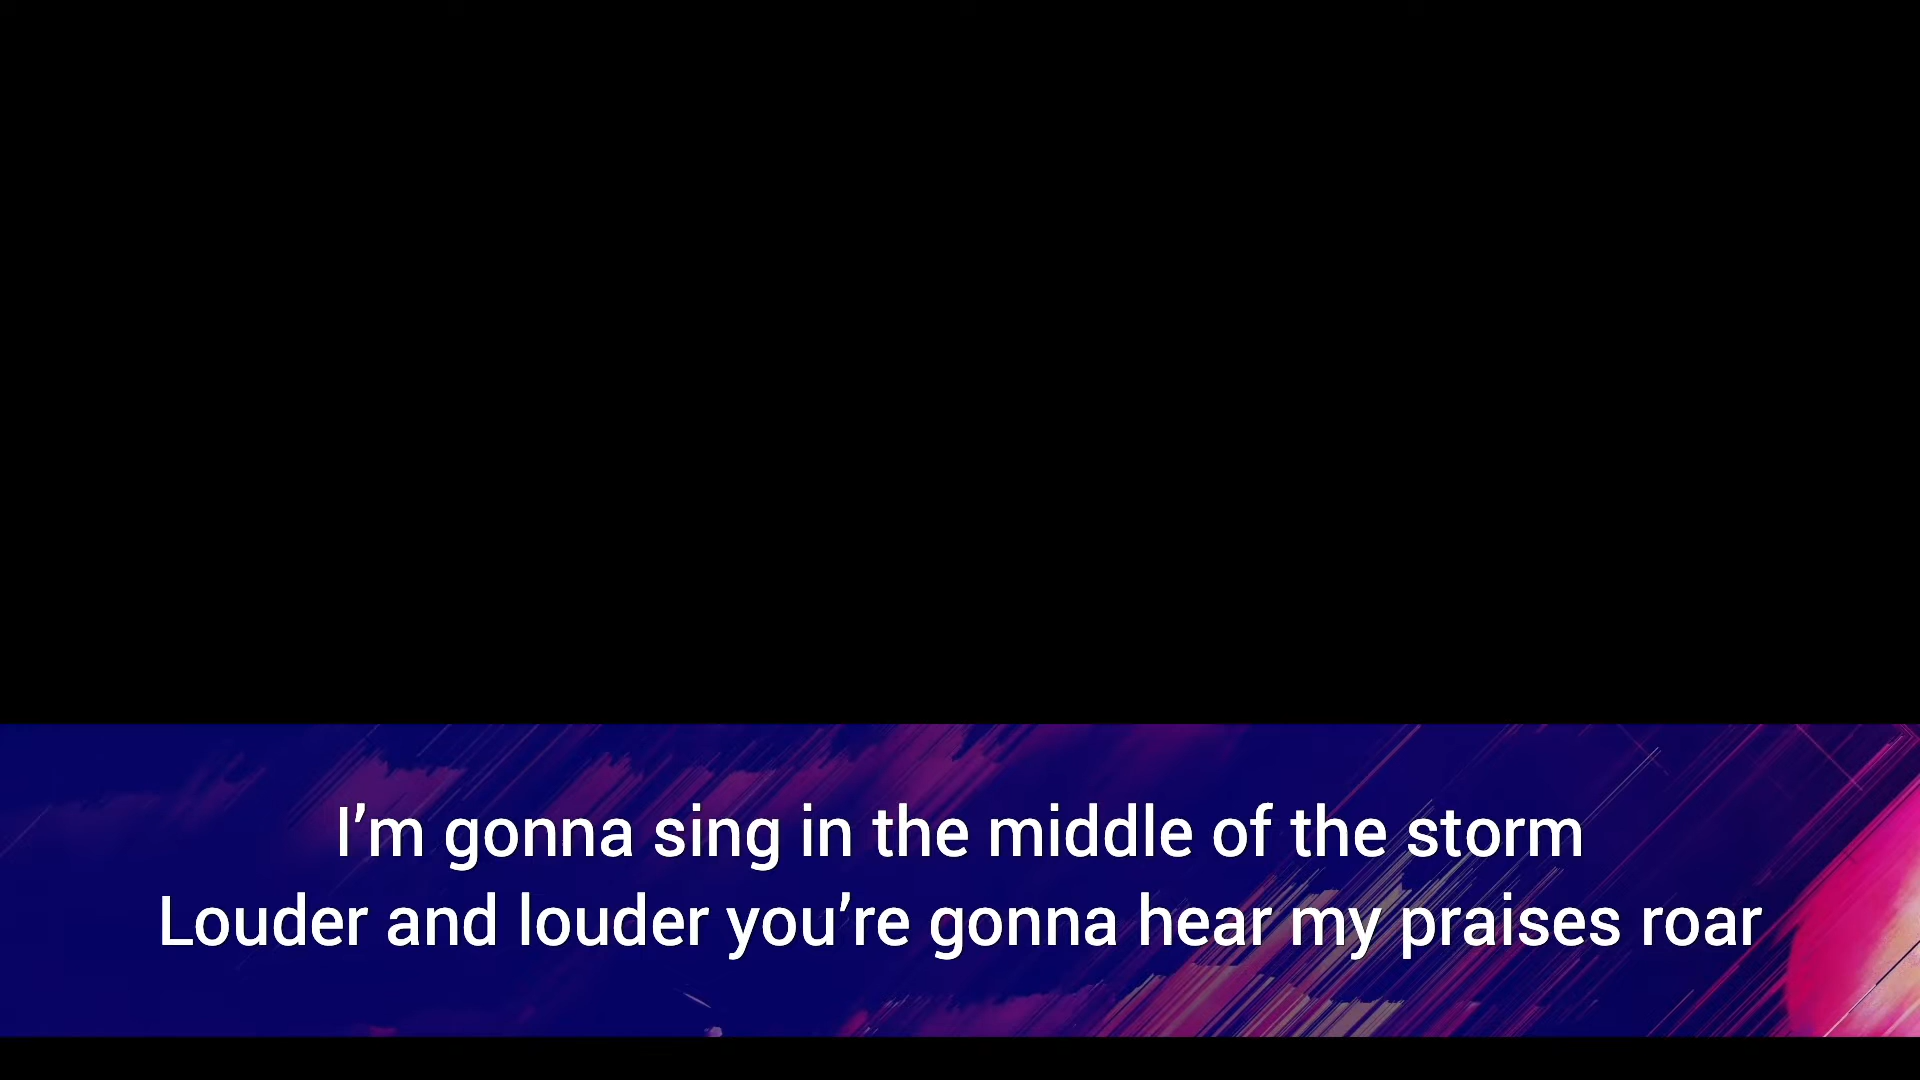 I’m gonna sing in the middle of the storm
Louder and louder you’re gonna hear my praises roar